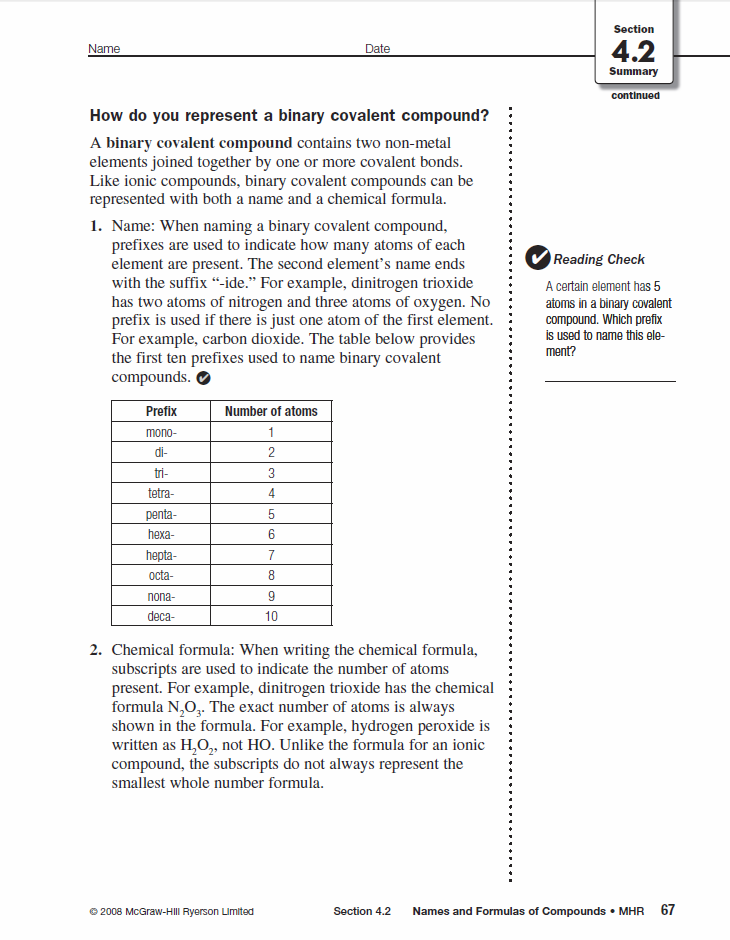 Section
4.2
Summary
continued
Name Date
How do you represent a binary covalent compound?
A binary covalent compound contains two non-metal
elements joined together by one or more covalent bonds.
Like ionic compounds, binary covalent compounds can be
represented with both a name and a chemical formula.
1. Name: When naming a binary covalent compound,
prefixes are used to indicate how many atoms of each
element are present. The second element's name ends
with the suffix "-ide." For example, dinitrogen trioxide
has two atoms of nitrogen and three atoms of oxygen. No
prefix is used if there is just one atom of the first element.
For example, carbon dioxide. The table below provides
the first ten prefixes used to name binary covalent
compounds. ✔
Reading Check
A certain element has 5
atoms in a binary covalent
compound. Which prefix
is used to name this ele-
ment?
Prefix Number of atoms
mono- 1
di- 2
tri- 3
tetra- 4
penta- 5
hexa- 6
hepta- 7
octa- 8
nona- 9
deca- 10
2. Chemical formula: When writing the chemical formula,
subscripts are used to indicate the number of atoms
present. For example, dinitrogen trioxide has the chemical
formula N₂O₃. The exact number of atoms is always
shown in the formula. For example, hydrogen peroxide is
written as H₂O₂, not HO. Unlike the formula for an ionic
compound, the subscripts do not always represent the
smallest whole number formula.
© 2008 McGraw-Hill Ryerson Limited Section 4.2 Names and Formulas of Compounds • MHR 67